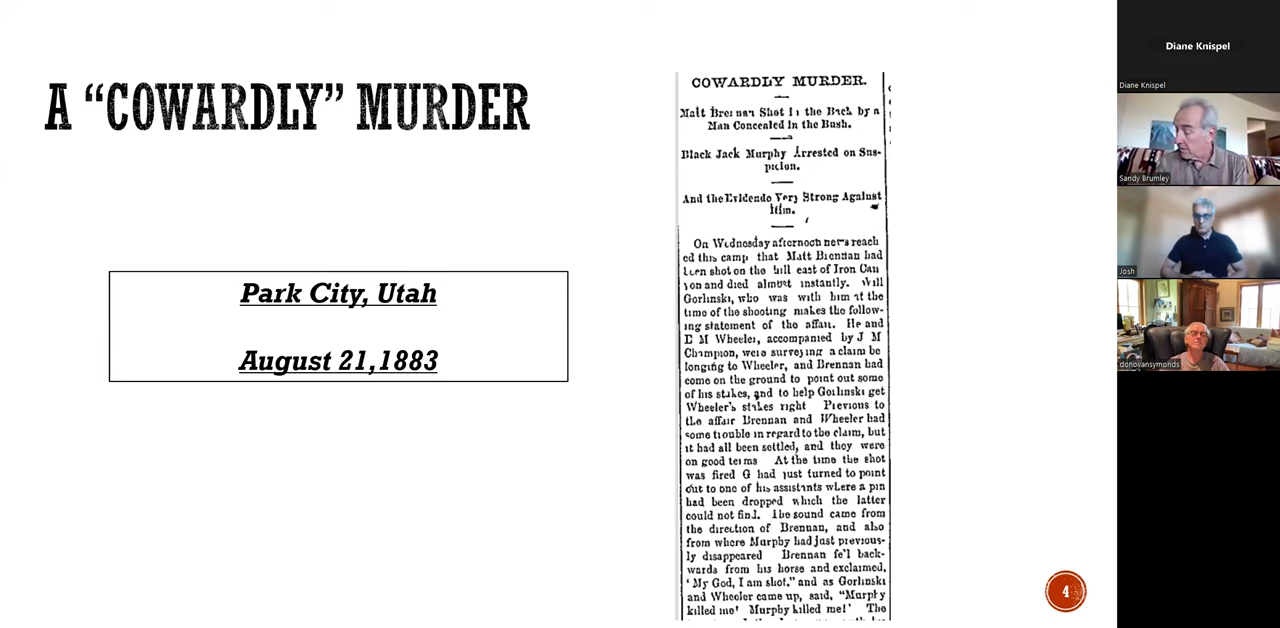 A “COWARDLY” MURDER
Park City, Utah
August 21,1883
COWARDLY MURDER.
Matt Brennan Shot In the Back by a
Man Concealed in the Bush.
Black Jack Murphy Arrested on Sus-
picion.
And the Evidende Very Strong Against
Him.
On Wednesday afternoon news reach
ed this camp that Matt Brennan had
been shot on the hill east of Iron Can
yon and died almost instantly. Will
Gorlinski, who was with him at the
time of the shooting makes the follow-
ing statement of the affair. He and
E M Wheeler, accompanied by J M
Champion, were surveying a claim be
longing to Wheeler, and Brennan had
come on the ground to point out some
of his stakes, and to help Gorlinski get
Wheeler's stakes right Previous to
the affair Brennan and Wheeler had
some trouble in regard to the claim, but
it had all been settled, and they were
on good terms At the time the shot
was fired G had just turned to point
out to one of his assistants where a pin
had been dropped which the latter
could not find. The sound came from
the direction of Brennan, and also
from where Murphy had just previous-
ly disappeared Brennan fell back-
wards from his horse and exclaimed,
'My God, I am shot." and as Gorlinski
and Wheeler came up, said, "Murphy
killed me! Murphy killed me!' The
4
Diane Knispel
Diane Knispel
Sandy Brumley
Josh
donovansymonds